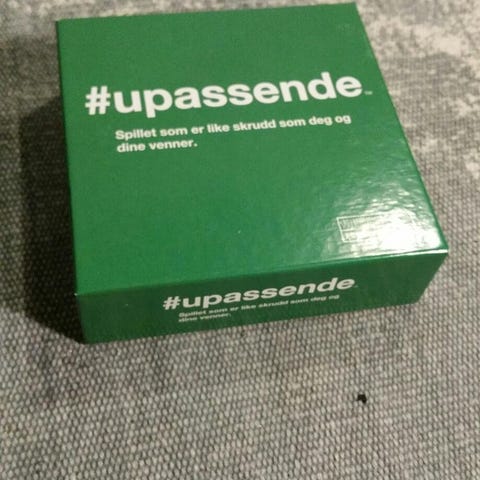 #upassende
Spillet som er like skrudd som deg og
dine venner.
#upassende
Spillet som er like skrudd som deg og
dine venner.